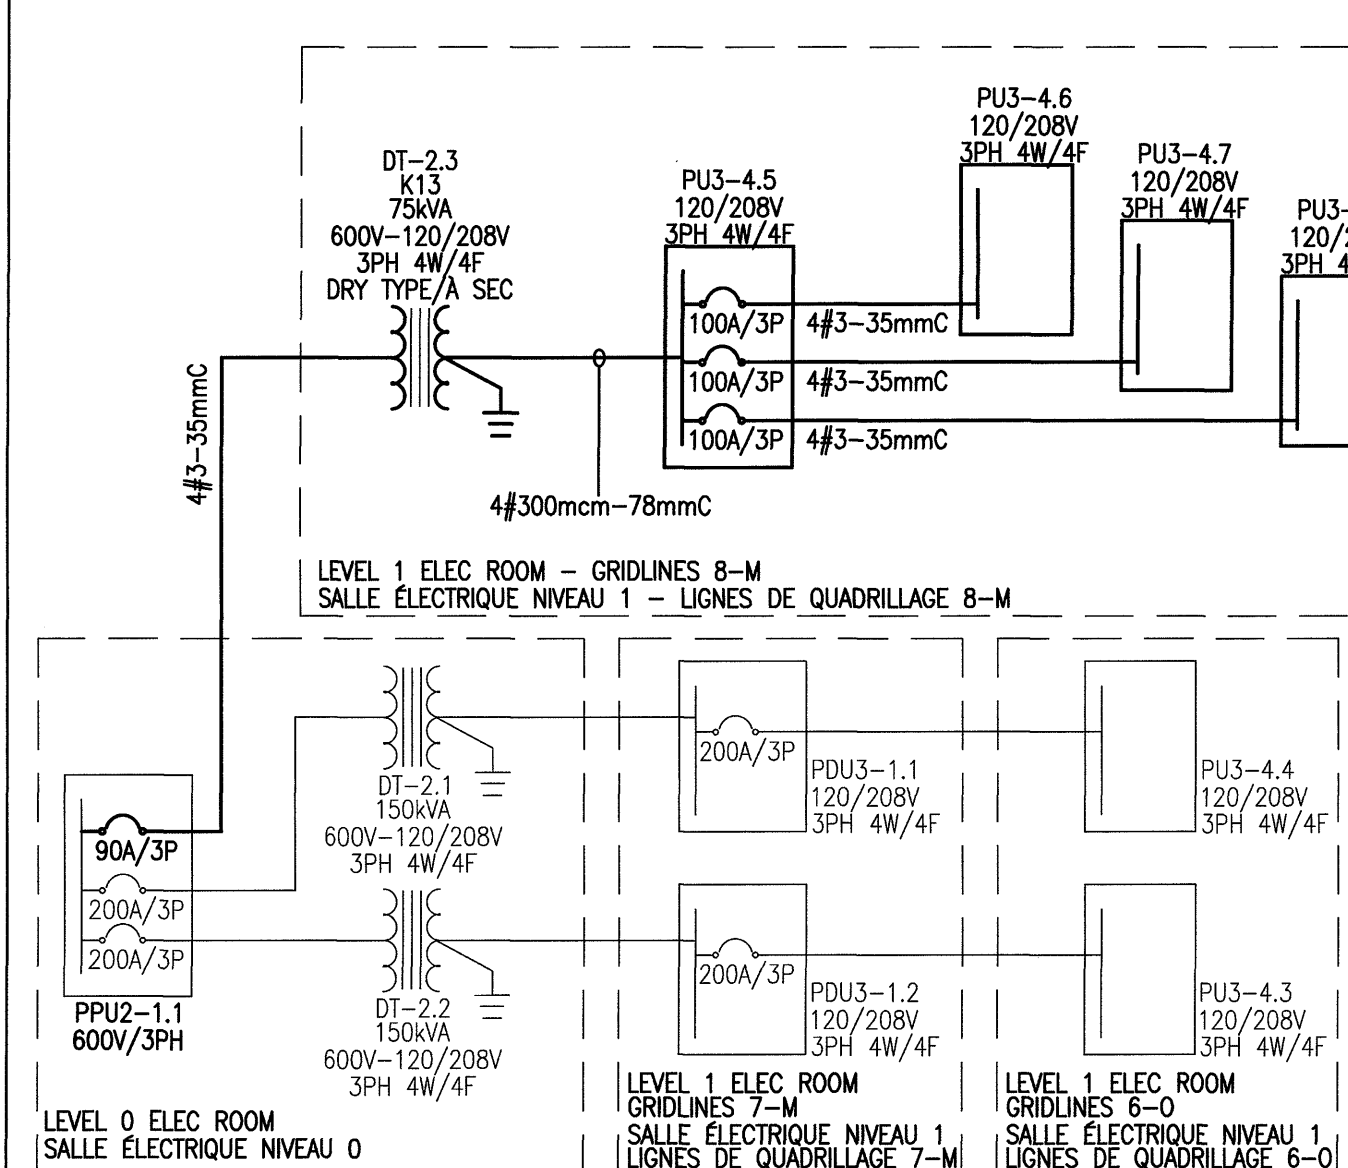 PU3-4.6
120/208V
3PH 4W/4F
DT-2.3
K13
75kVA
600V-120/208V
3PH 4W/4F
DRY TYPE/À SEC
PU3-4.5
120/208V
3PH 4W/4F
PU3-4.7
120/208V
3PH 4W/4F
PU3-
120/
3PH 4
100A/3P
4#3-35mmC
100A/3P
4#3-35mmC
100A/3P
4#3-35mmC
4#3-35mmC
4#300mcm-78mmC
LEVEL 1 ELEC ROOM - GRIDLINES 8-M
SALLE ÉLECTRIQUE NIVEAU 1 - LIGNES DE QUADRILLAGE 8-M
90A/3P
200A/3P
200A/3P
PPU2-1.1
600V/3PH
DT-2.1
150kVA
600V-120/208V
3PH 4W/4F
DT-2.2
150kVA
600V-120/208V
3PH 4W/4F
LEVEL 0 ELEC ROOM
SALLE ÉLECTRIQUE NIVEAU 0
200A/3P
PDU3-1.1
120/208V
3PH 4W/4F
200A/3P
PDU3-1.2
120/208V
3PH 4W/4F
LEVEL 1 ELEC ROOM
GRIDLINES 7-M
SALLE ÉLECTRIQUE NIVEAU 1
LIGNES DE QUADRILLAGE 7-M
PU3-4.4
120/208V
3PH 4W/4F
PU3-4.3
120/208V
3PH 4W/4F
LEVEL 1 ELEC ROOM
GRIDLINES 6-O
SALLE ÉLECTRIQUE NIVEAU 1
LIGNES DE QUADRILLAGE 6-O